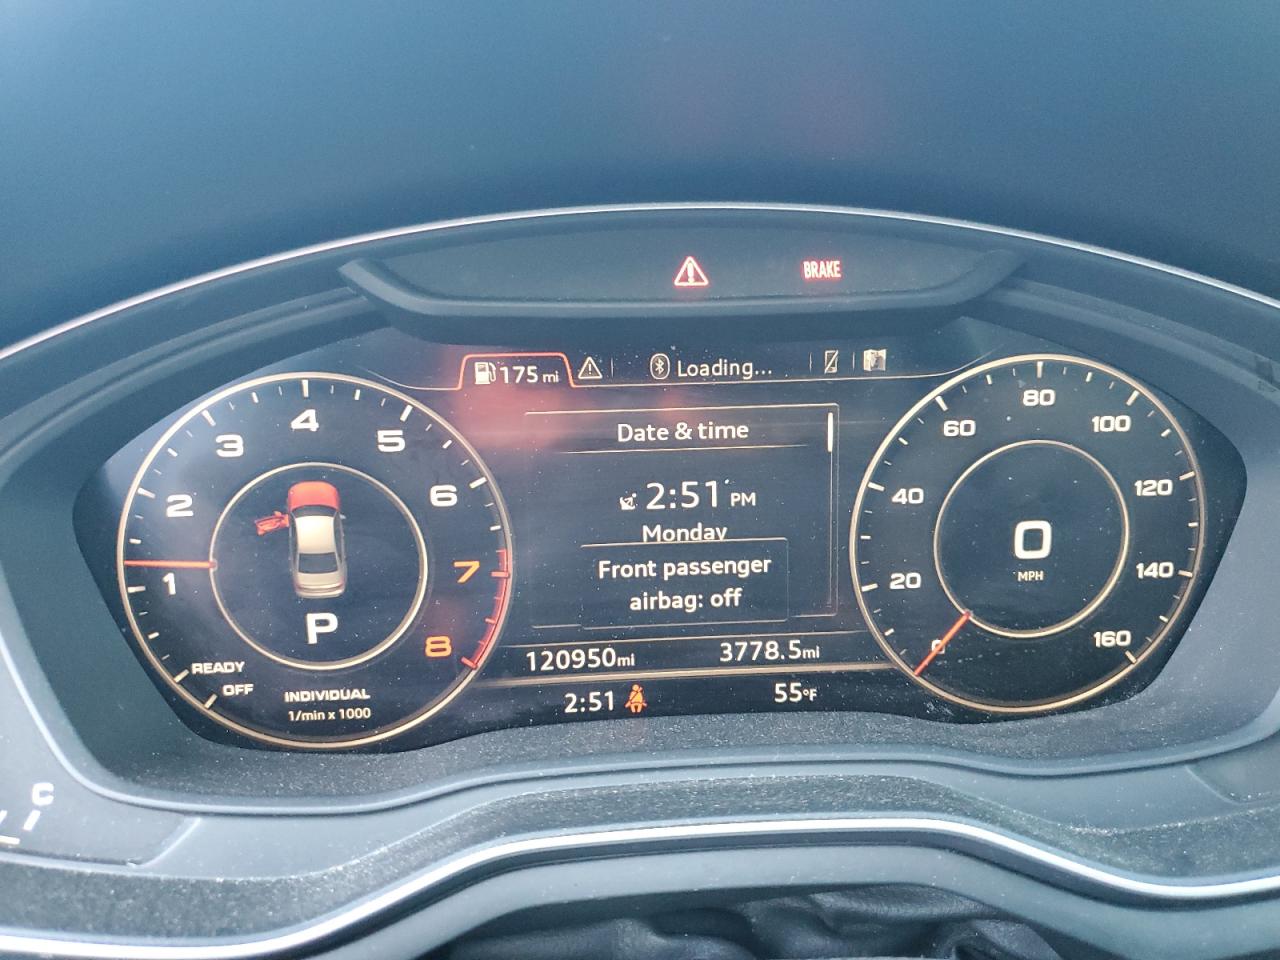 BRAKE
175 mi
Loading...
Date & time
2:51 PM
Monday
Front passenger
airbag: off
120950mi
3778.5mi
2:51
55°F
1
2
3
4
5
6
7
8
P
READY
OFF
INDIVIDUAL
1/min x 1000
0
20
40
60
80
100
120
140
160
0
MPH
C